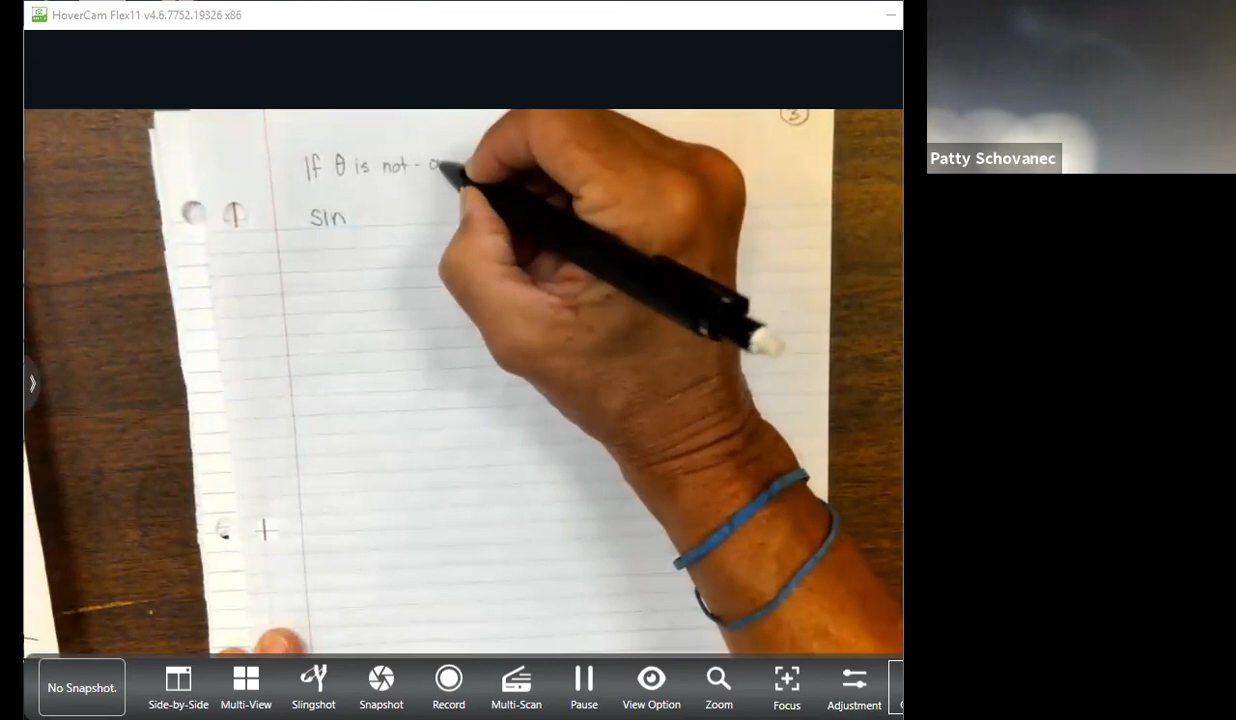 HoverCam Flex11 v4.6.7752.19326 x86
3
If θ is not - a
sin
Patty Schovanec
No Snapshot.
Side-by-Side
Multi-View
Slingshot
Snapshot
Record
Multi-Scan
Pause
View Option
Zoom
Focus
Adjustment